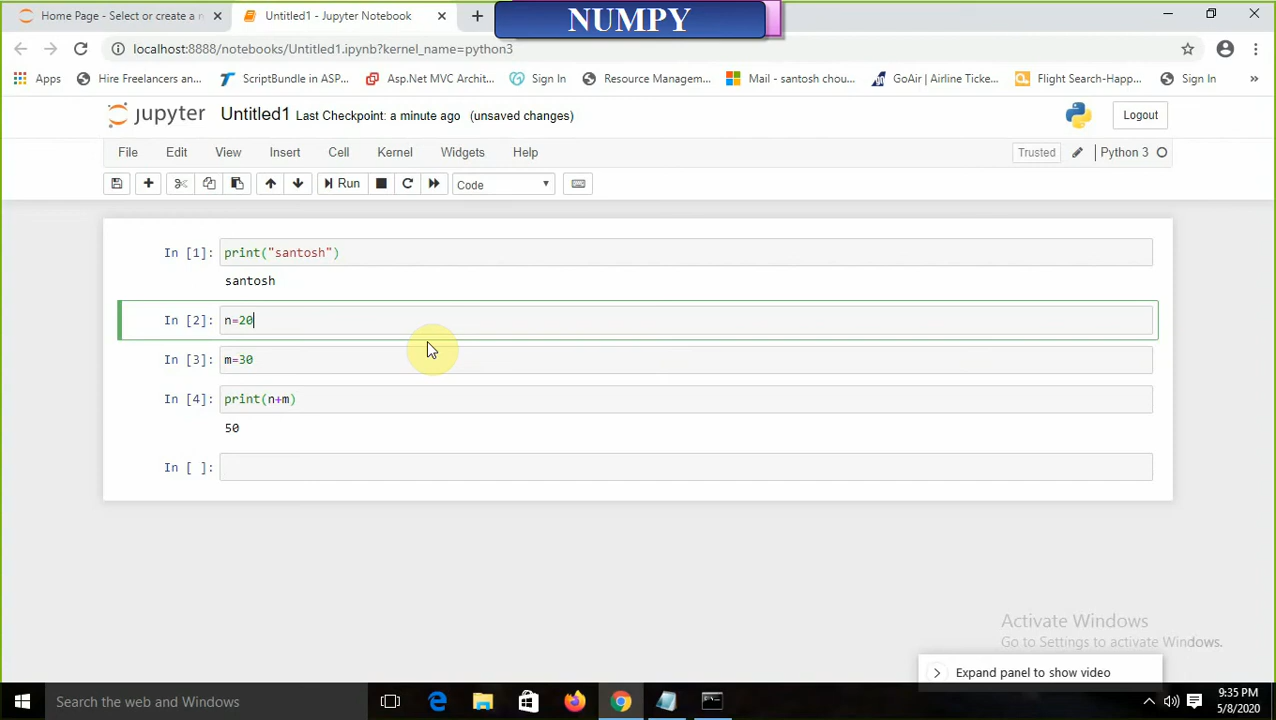 NUMPY
Home Page - Select or create a n
Untitled1 - Jupyter Notebook
localhost:8888/notebooks/Untitled1.ipynb?kernel_name=python3
Apps
Hire Freelancers an...
ScriptBundle in ASP...
Asp.Net MVC Archit...
Sign In
Resource Managem...
Mail - santosh chou...
GoAir | Airline Ticke...
Flight Search-Happ...
Sign In
»
jupyter Untitled1 Last Checkpoint: a minute ago (unsaved changes)
Logout
File Edit View Insert Cell Kernel Widgets Help
Trusted
Python 3
Run
Code
In [1]: print("santosh")
santosh
In [2]: n=20
In [3]: m=30
In [4]: print(n+m)
50
In [ ]:
Activate Windows
Go to Settings to activate Windows.
Expand panel to show video
Search the web and Windows
9:35 PM
5/8/2020